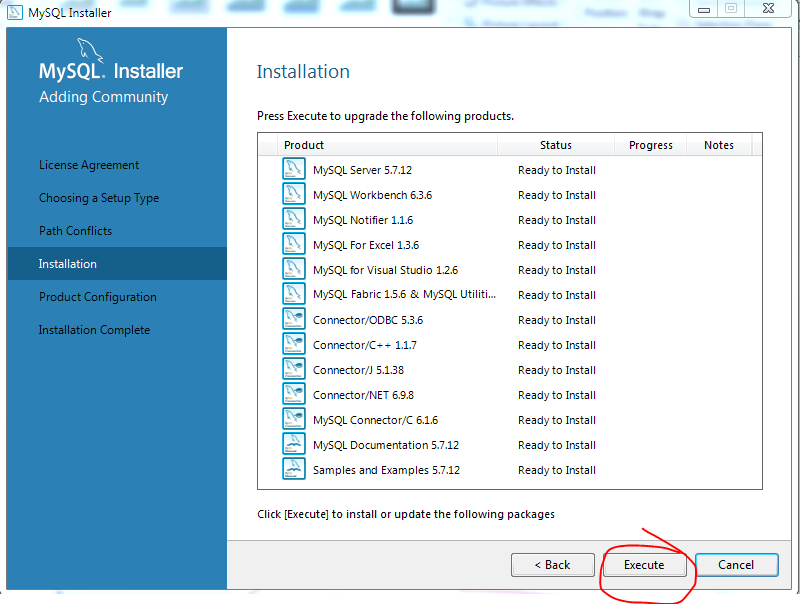 MySQL Installer
MySQL. Installer
Adding Community
License Agreement
Choosing a Setup Type
Path Conflicts
Installation
Product Configuration
Installation Complete
Installation
Press Execute to upgrade the following products.
Product Status Progress Notes
MySQL Server 5.7.12 Ready to Install
MySQL Workbench 6.3.6 Ready to Install
MySQL Notifier 1.1.6 Ready to Install
MySQL For Excel 1.3.6 Ready to Install
MySQL for Visual Studio 1.2.6 Ready to Install
MySQL Fabric 1.5.6 & MySQL Utiliti... Ready to Install
Connector/ODBC 5.3.6 Ready to Install
Connector/C++ 1.1.7 Ready to Install
Connector/J 5.1.38 Ready to Install
Connector/NET 6.9.8 Ready to Install
MySQL Connector/C 6.1.6 Ready to Install
MySQL Documentation 5.7.12 Ready to Install
Samples and Examples 5.7.12 Ready to Install
Click [Execute] to install or update the following packages
< Back Execute Cancel